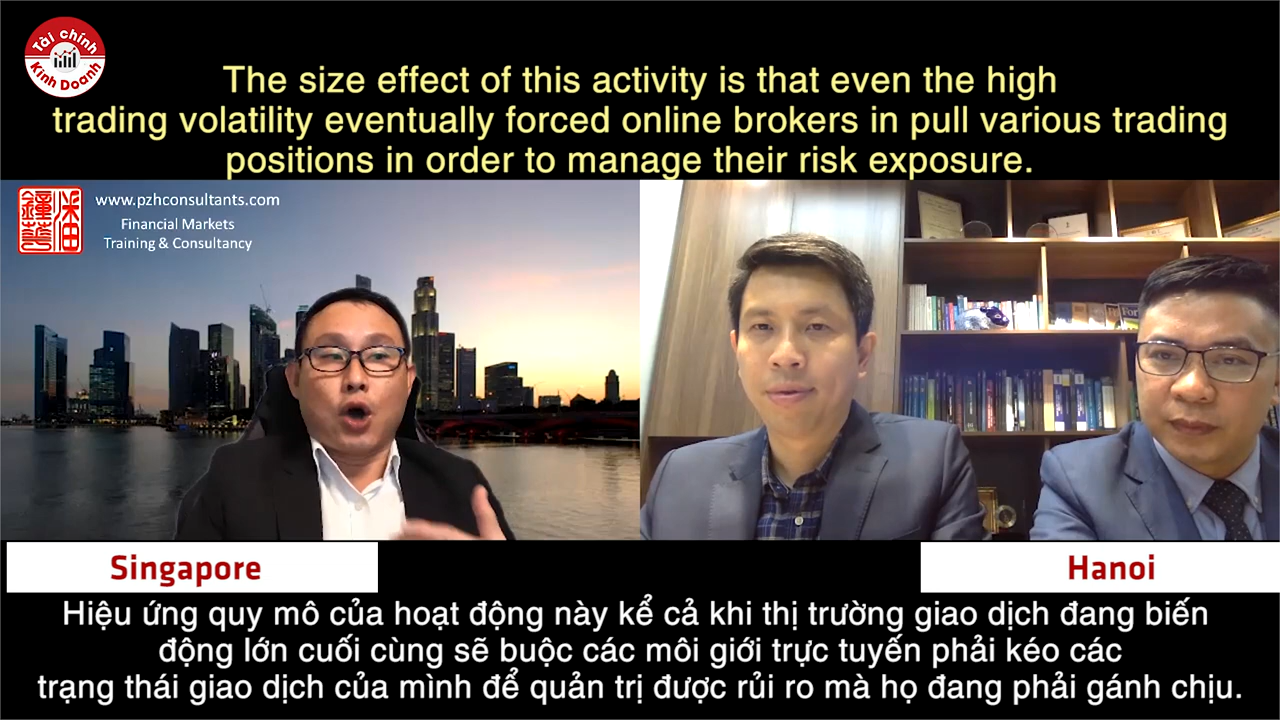 Tài chính
Kinh Doanh
The size effect of this activity is that even the high
trading volatility eventually forced online brokers in pull various trading
positions in order to manage their risk exposure.
www.pzhconsultants.com
Financial Markets
Training & Consultancy
Singapore
Hanoi
Hiệu ứng quy mô của hoạt động này kể cả khi thị trường giao dịch đang biến
động lớn cuối cùng sẽ buộc các môi giới trực tuyến phải kéo các
trạng thái giao dịch của mình để quản trị được rủi ro mà họ đang phải gánh chịu.